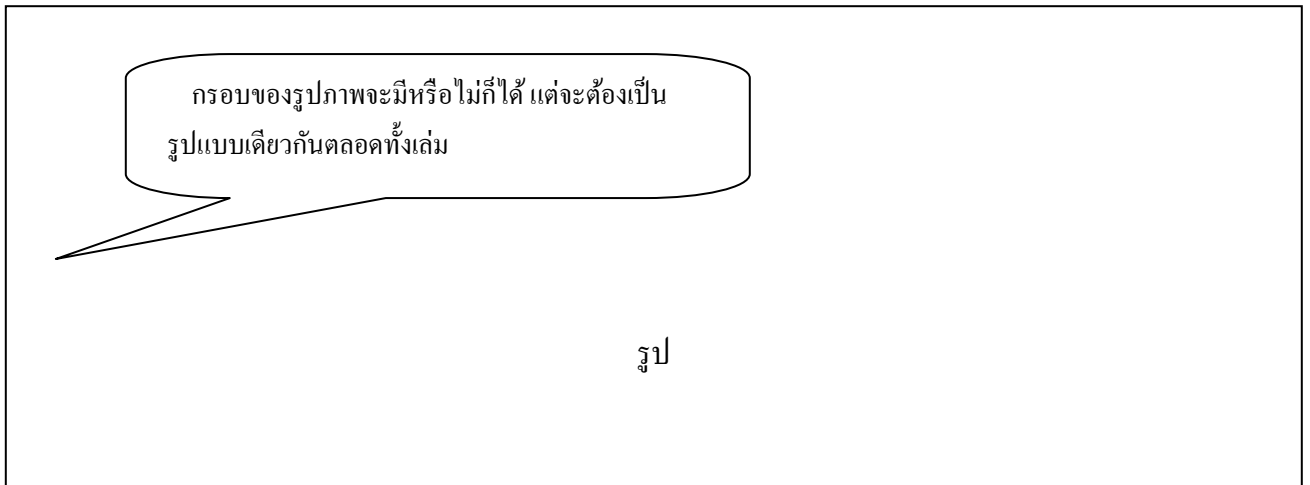 กรอบของรูปภาพจะมีหรือไม่ก็ได้ แต่จะต้องเป็น
รูปแบบเดียวกันตลอดทั้งเล่ม
รูป